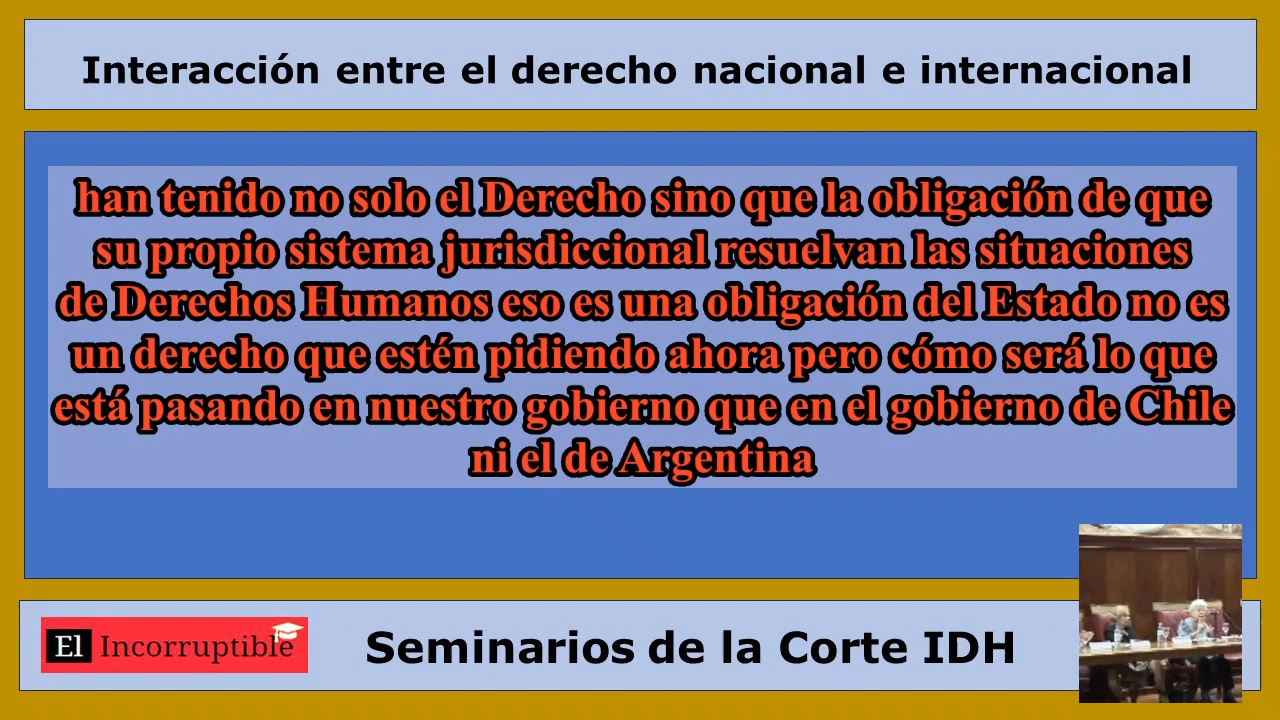 Interacción entre el derecho nacional e internacional
han tenido no solo el Derecho sino que la obligación de que
su propio sistema jurisdiccional resuelvan las situaciones
de Derechos Humanos eso es una obligación del Estado no es
un derecho que estén pidiendo ahora pero cómo será lo que
está pasando en nuestro gobierno que en el gobierno de Chile
ni el de Argentina
El Incorruptible
Seminarios de la Corte IDH